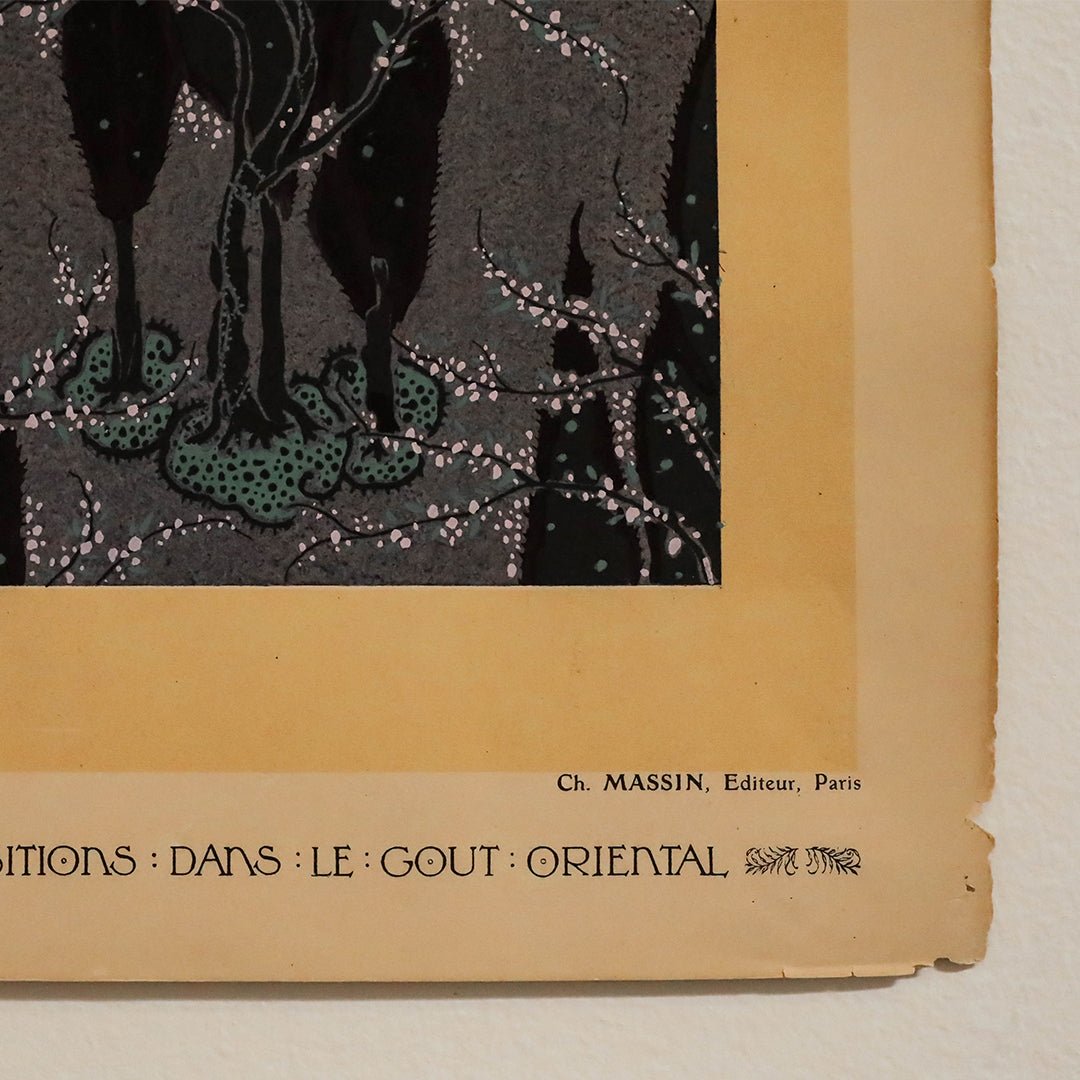 Ch. MASSIN, Editeur, Paris
SITIONS : DANS : LE : GOUT : ORIENTAL